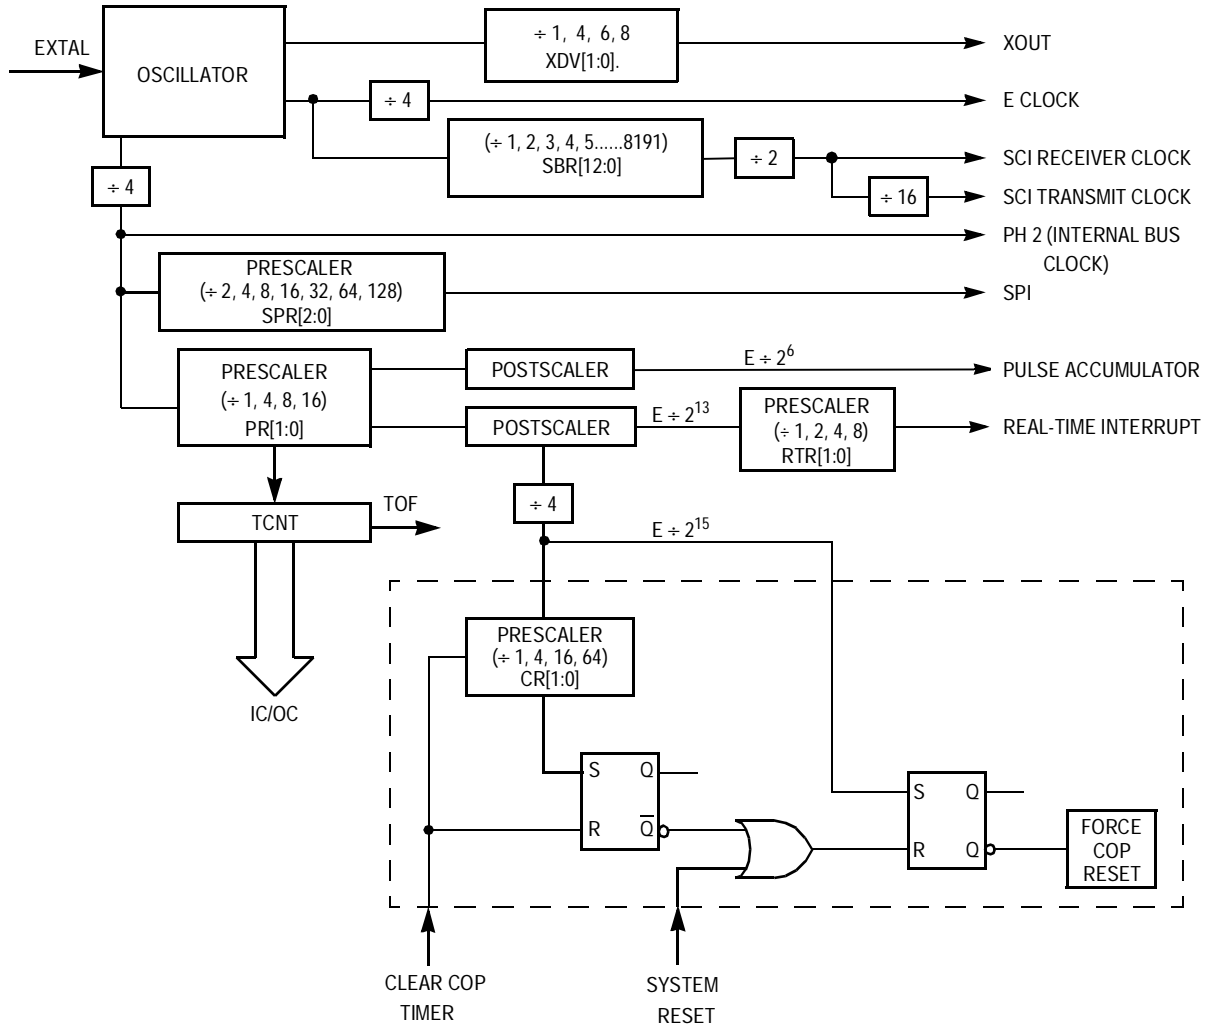 EXTAL
OSCILLATOR
÷ 1, 4, 6, 8
XDV[1:0].
XOUT
÷ 4
E CLOCK
(÷ 1, 2, 3, 4, 5......8191)
SBR[12:0]
÷ 2
SCI RECEIVER CLOCK
÷ 4
÷ 16
SCI TRANSMIT CLOCK
PH 2 (INTERNAL BUS
CLOCK)
PRESCALER
(÷ 2, 4, 8, 16, 32, 64, 128)
SPR[2:0]
SPI
PRESCALER
(÷ 1, 4, 8, 16)
PR[1:0]
POSTSCALER
E ÷ 2⁶
PULSE ACCUMULATOR
POSTSCALER
E ÷ 2¹³
PRESCALER
(÷ 1, 2, 4, 8)
RTR[1:0]
REAL-TIME INTERRUPT
÷ 4
TCNT
TOF
E ÷ 2¹⁵
IC/OC
PRESCALER
(÷ 1, 4, 16, 64)
CR[1:0]
S Q
R Q̅
S Q
R Q
FORCE
COP
RESET
CLEAR COP
TIMER
SYSTEM
RESET